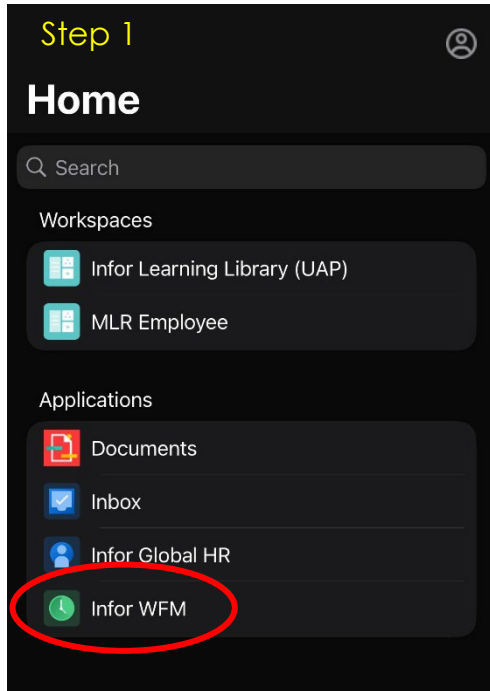 Step 1
Home
Search
Workspaces
Infor Learning Library (UAP)
MLR Employee
Applications
Documents
Inbox
Infor Global HR
Infor WFM